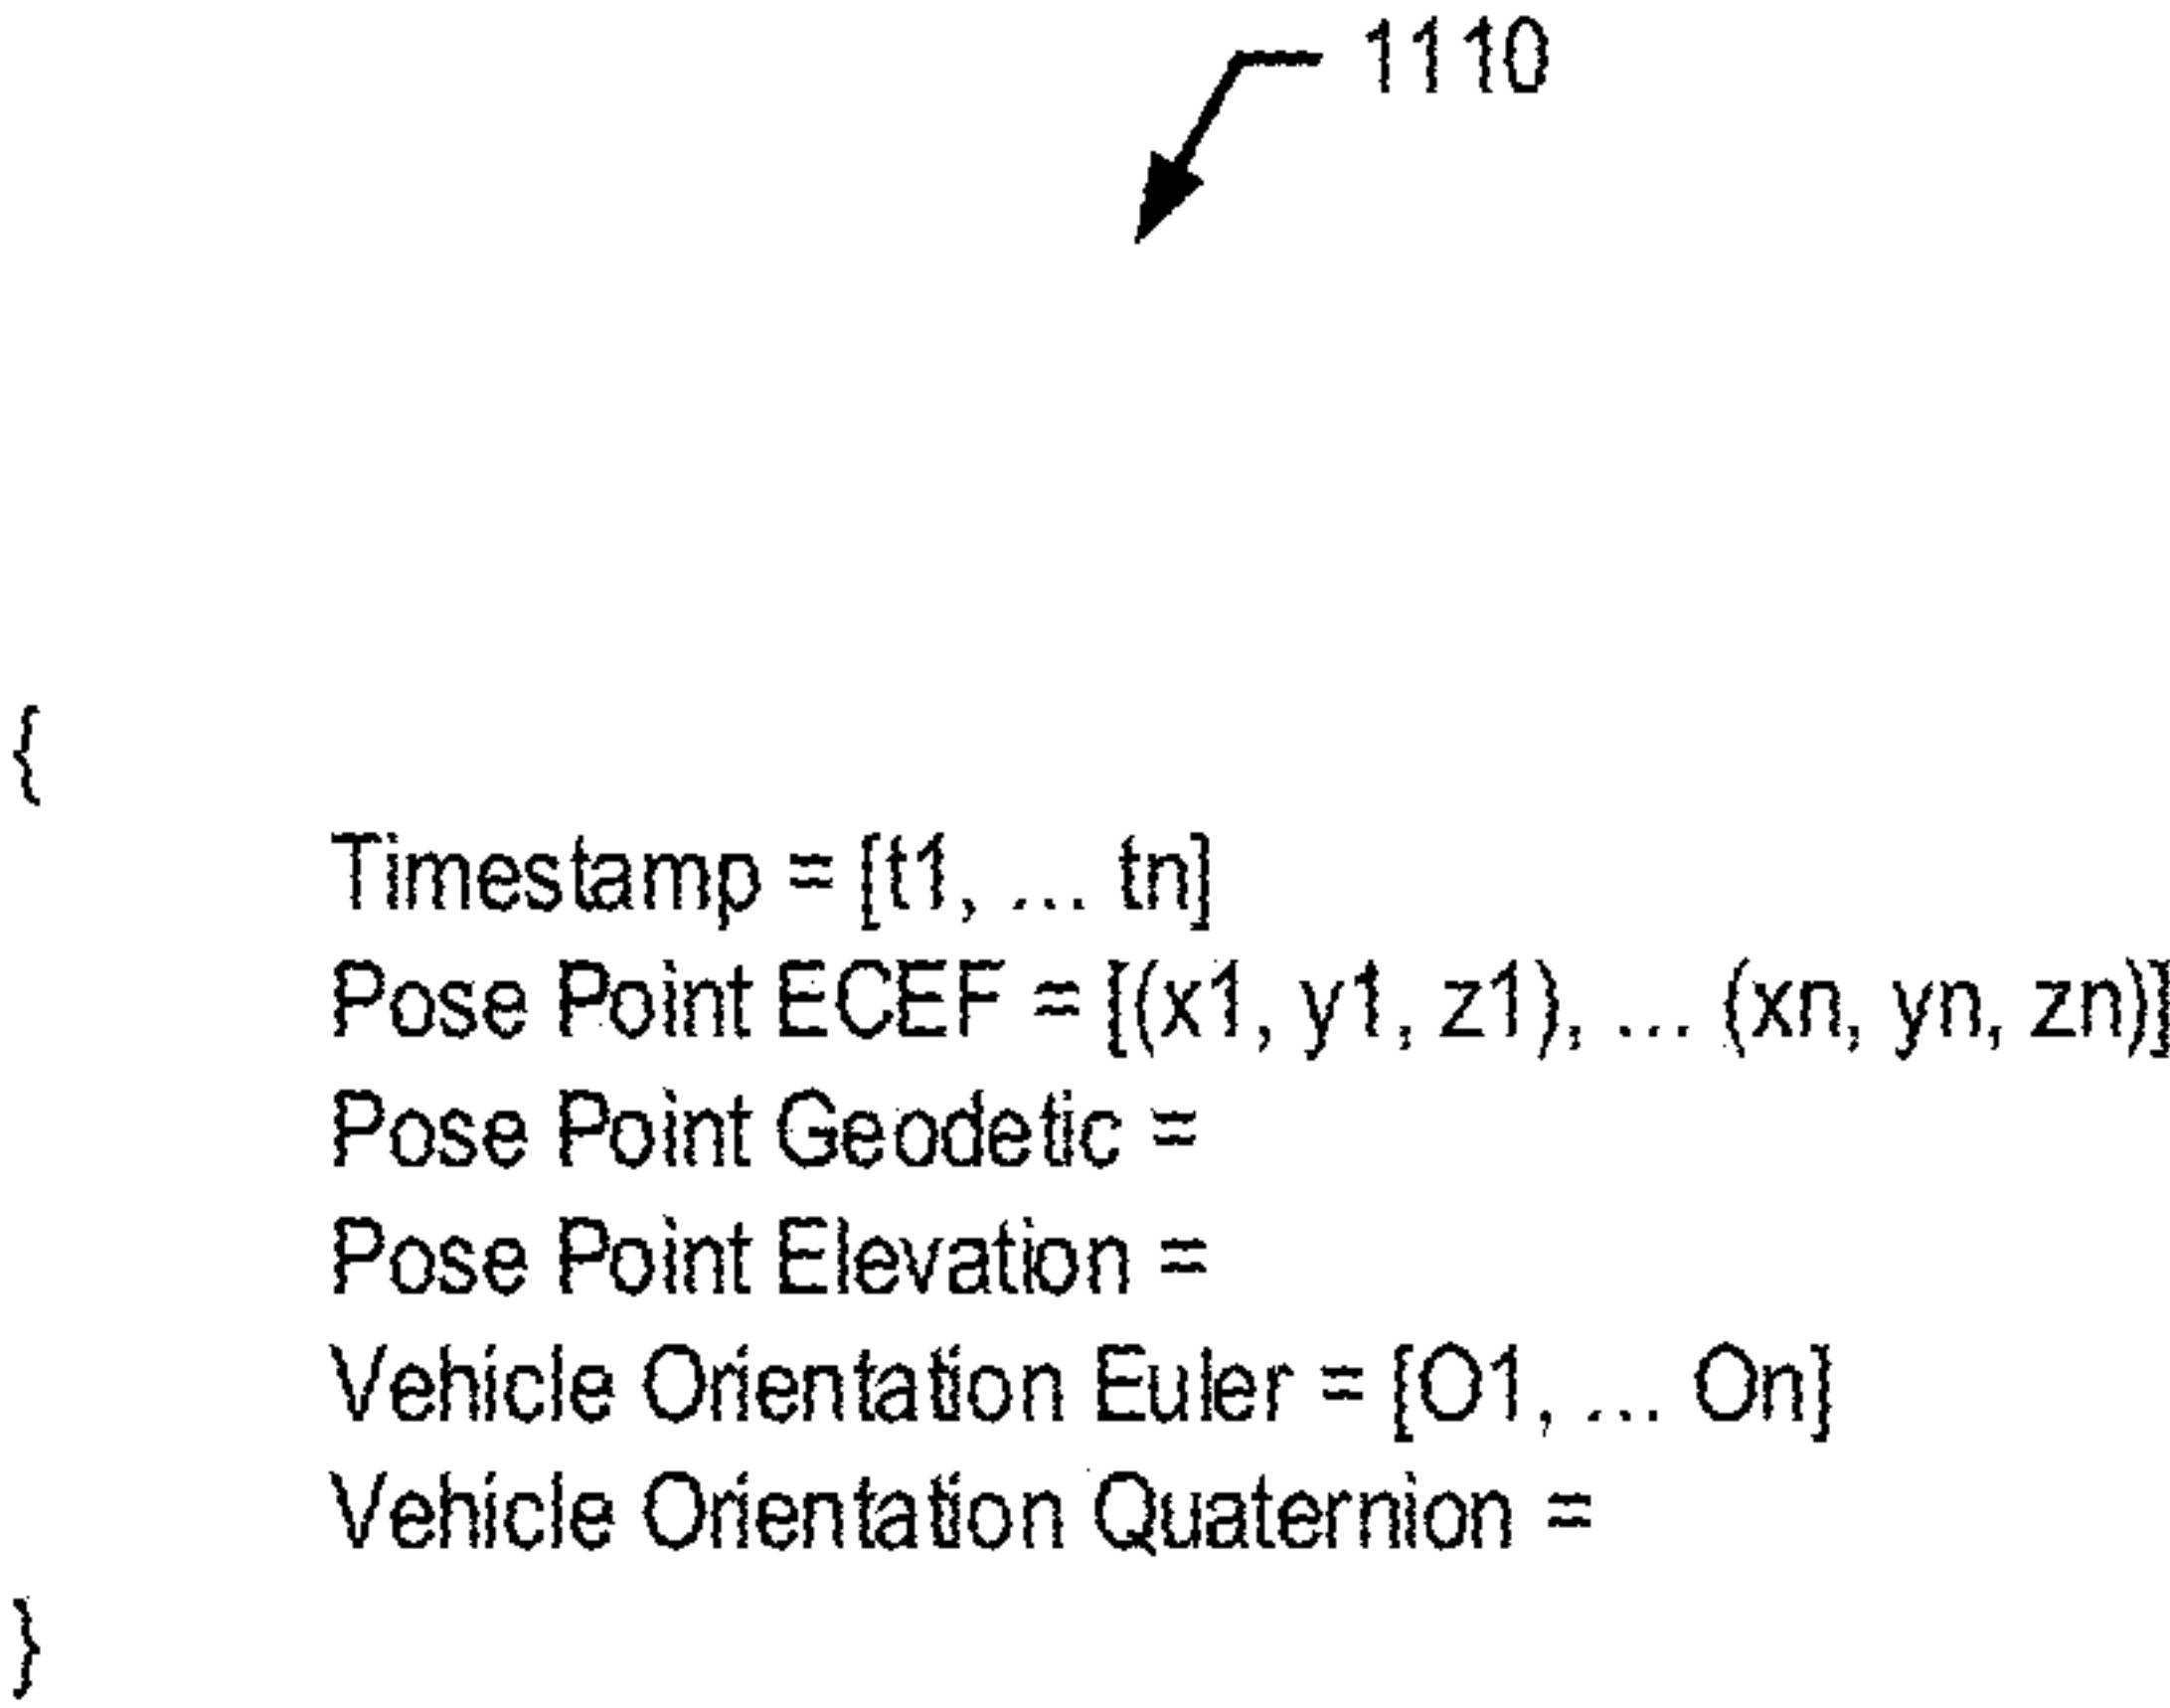 1110
{
Timestamp = [t1, ... tn]
Pose Point ECEF = [(x1, y1, z1), ... (xn, yn, zn)]
Pose Point Geodetic =
Pose Point Elevation =
Vehicle Orientation Euler = [O1, ... On]
Vehicle Orientation Quaternion =
}